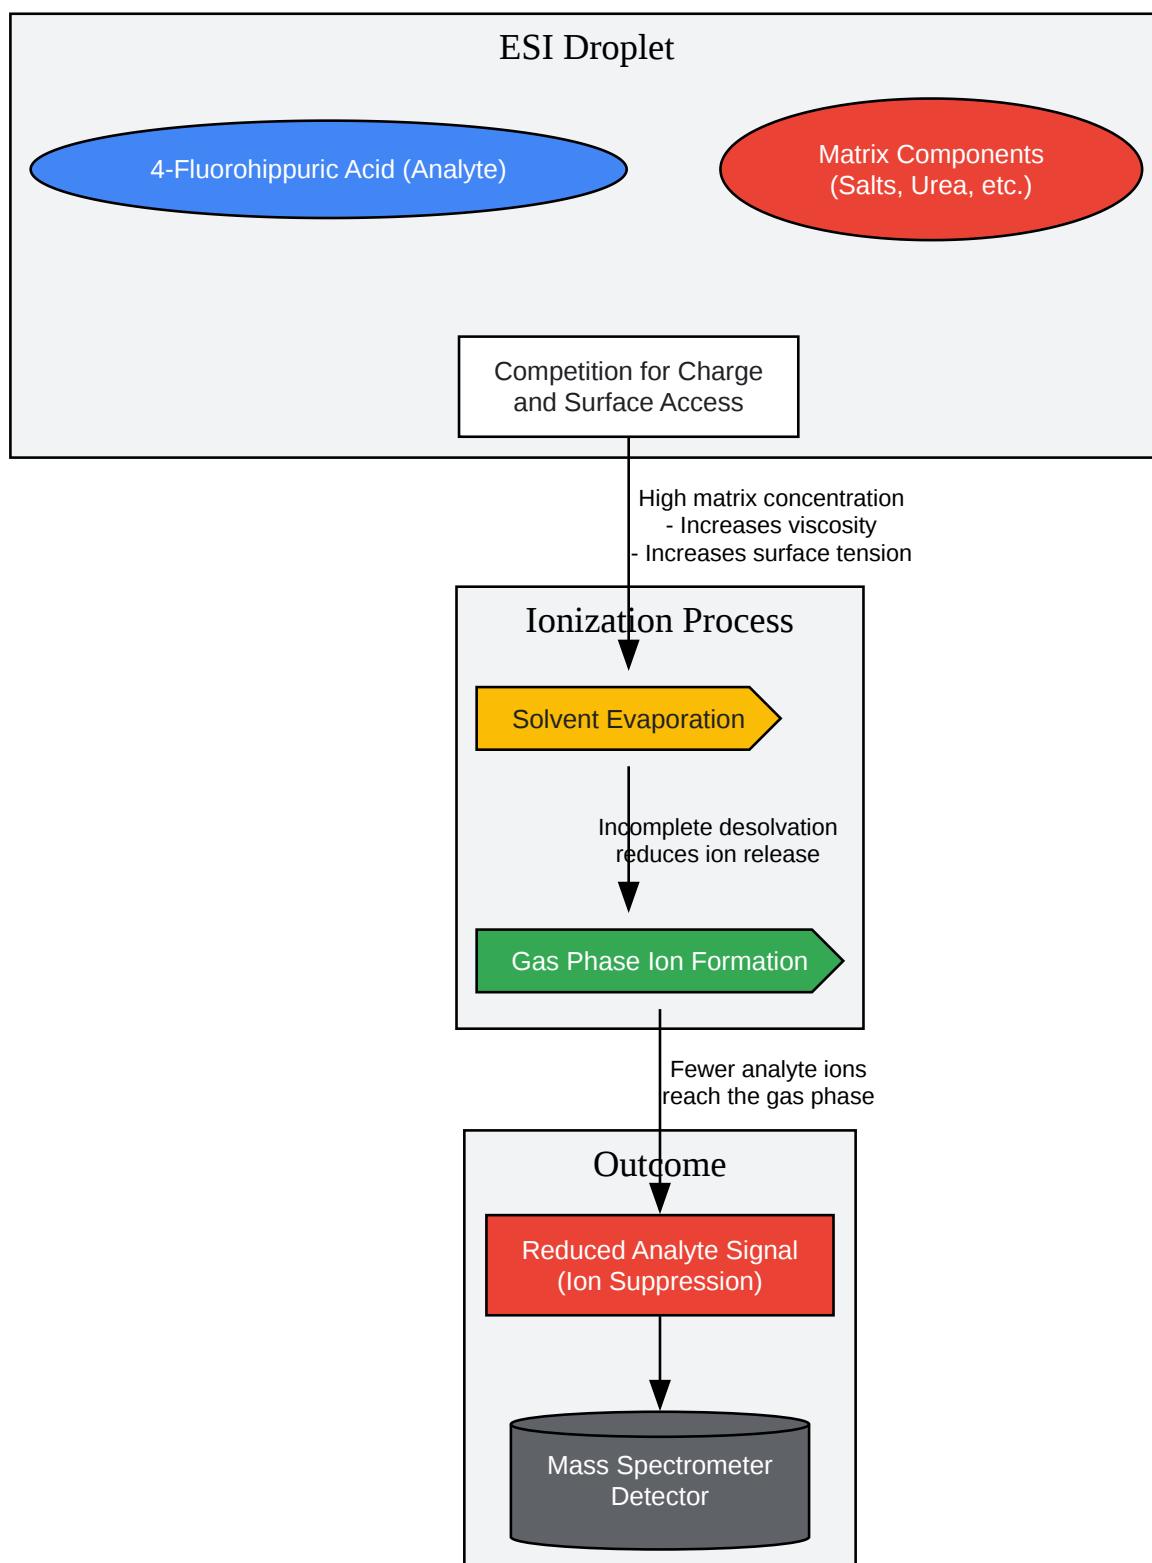 ESI Droplet
4-Fluorohippuric Acid (Analyte)
Matrix Components
(Salts, Urea, etc.)
Competition for Charge
and Surface Access
High matrix concentration
- Increases viscosity
- Increases surface tension
Ionization Process
Solvent Evaporation
Incomplete desolvation
reduces ion release
Gas Phase Ion Formation
Fewer analyte ions
reach the gas phase
Outcome
Reduced Analyte Signal
(Ion Suppression)
Mass Spectrometer
Detector